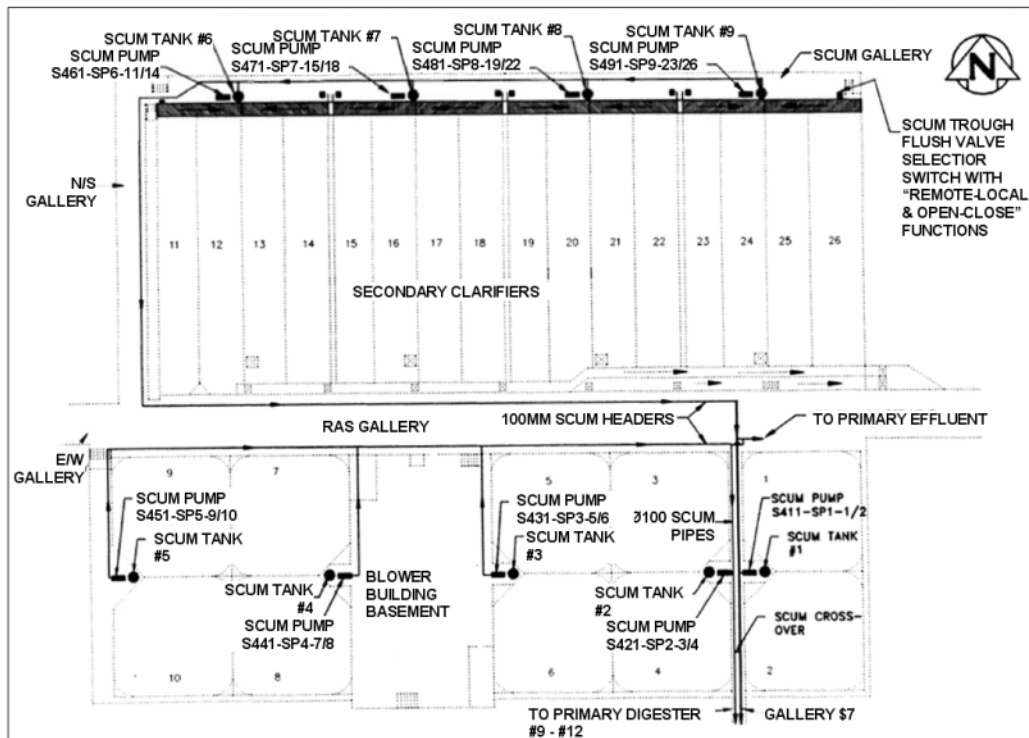 SCUM TANK #6
SCUM PUMP
S461-SP6-11/14
SCUM TANK #7
SCUM PUMP
S471-SP7-15/18
SCUM TANK #8
SCUM PUMP
S481-SP8-19/22
SCUM TANK #9
SCUM PUMP
S491-SP9-23/26
SCUM GALLERY
N
SCUM TROUGH
FLUSH VALVE
SELECTIOR
SWITCH WITH
“REMOTE-LOCAL
& OPEN-CLOSE”
FUNCTIONS
N/S
GALLERY
11 12 13 14 15 16 17 18 19 20 21 22 23 24 25 26
SECONDARY CLARIFIERS
RAS GALLERY
100MM SCUM HEADERS
TO PRIMARY EFFLUENT
E/W
GALLERY
9 7 5 3 1
SCUM PUMP
S451-SP5-9/10
SCUM TANK
#5
SCUM PUMP
S431-SP3-5/6
SCUM TANK
#3
Ø100 SCUM
PIPES
SCUM PUMP
S411-SP1-1/2
SCUM TANK
#1
SCUM TANK
#4
SCUM PUMP
S441-SP4-7/8
BLOWER
BUILDING
BASEMENT
SCUM TANK
#2
SCUM PUMP
S421-SP2-3/4
SCUM CROSS-
OVER
10 8 6 4 2
TO PRIMARY DIGESTER
#9 - #12
GALLERY $7